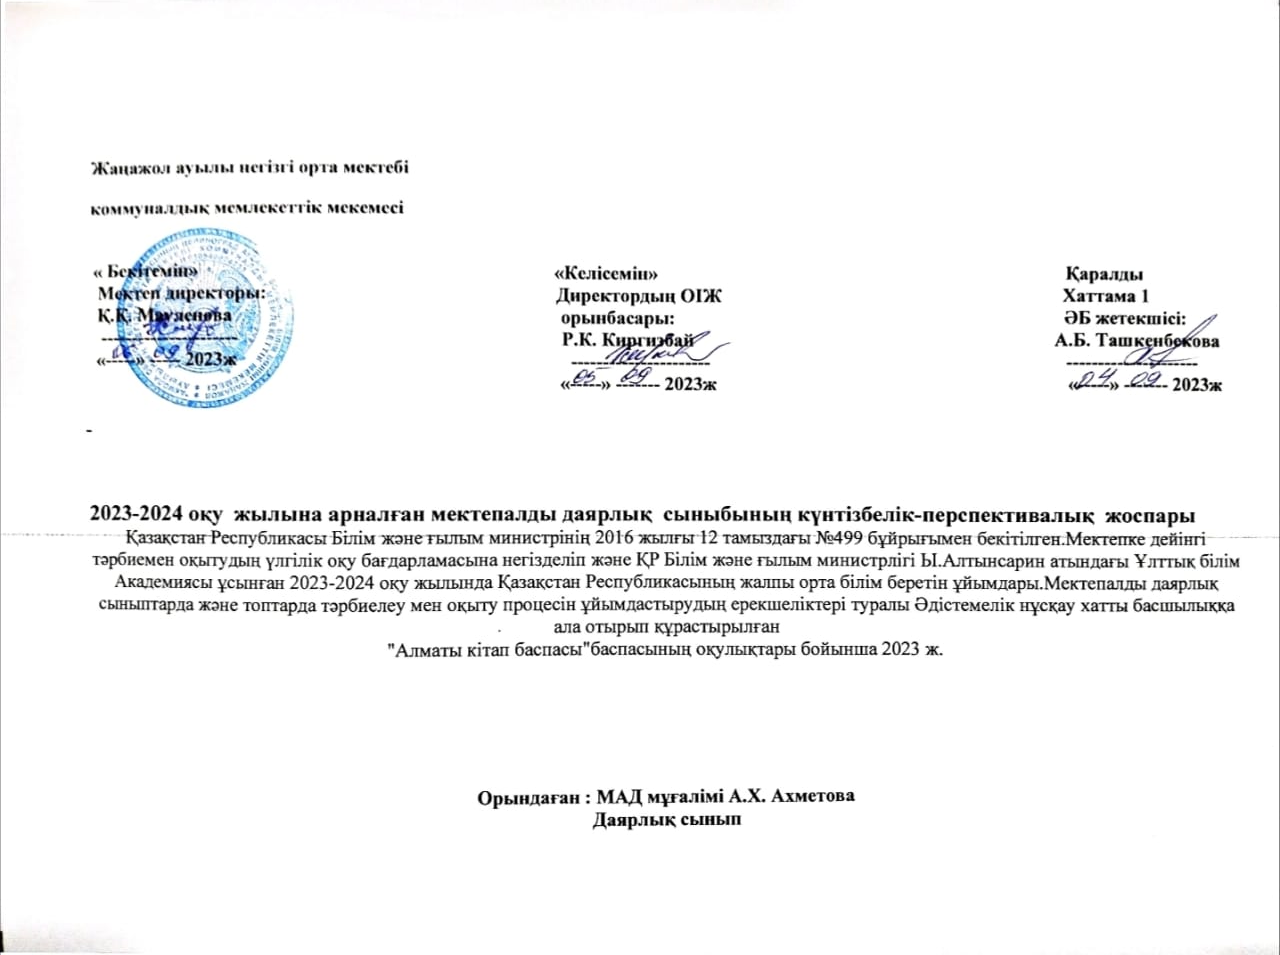 Жаңажол ауылы негізгі орта мектебі
коммуналдық мемлекеттік мекемесі
« Бекітемін»
Мектеп директоры:
Қ.Қ. Мауленова
«06» 09 2023ж
«Келісемін»
Директордың ОІЖ
орынбасары:
Р.К. Киргизбай
«05» 09 2023ж
Қаралды
Хаттама 1
ӘБ жетекшісі:
А.Б. Ташкенбекова
«04» 09 2023ж
-
2023-2024 оқу жылына арналған мектепалды даярлық сыныбының күнтізбелік-перспективалық жоспары
Қазақстан Республикасы Білім және ғылым министрінің 2016 жылғы 12 тамыздағы №499 бұйрығымен бекітілген.Мектепке дейінгі
тәрбиемен оқытудың үлгілік оқу бағдарламасына негізделіп және ҚР Білім және ғылым министрлігі Ы.Алтынсарин атындағы Ұлттық білім
Академиясы ұсынған 2023-2024 оқу жылында Қазақстан Республикасының жалпы орта білім беретін ұйымдары.Мектепалды даярлық
сыныптарда және топтарда тәрбиелеу мен оқыту процесін ұйымдастырудың ерекшеліктері туралы Әдістемелік нұсқау хатты басшылыққа
ала отырып құрастырылған
"Алматы кітап баспасы"баспасының оқулықтары бойынша 2023 ж.
Орындаған : МАД мұғалімі А.Х. Ахметова
Даярлық сынып